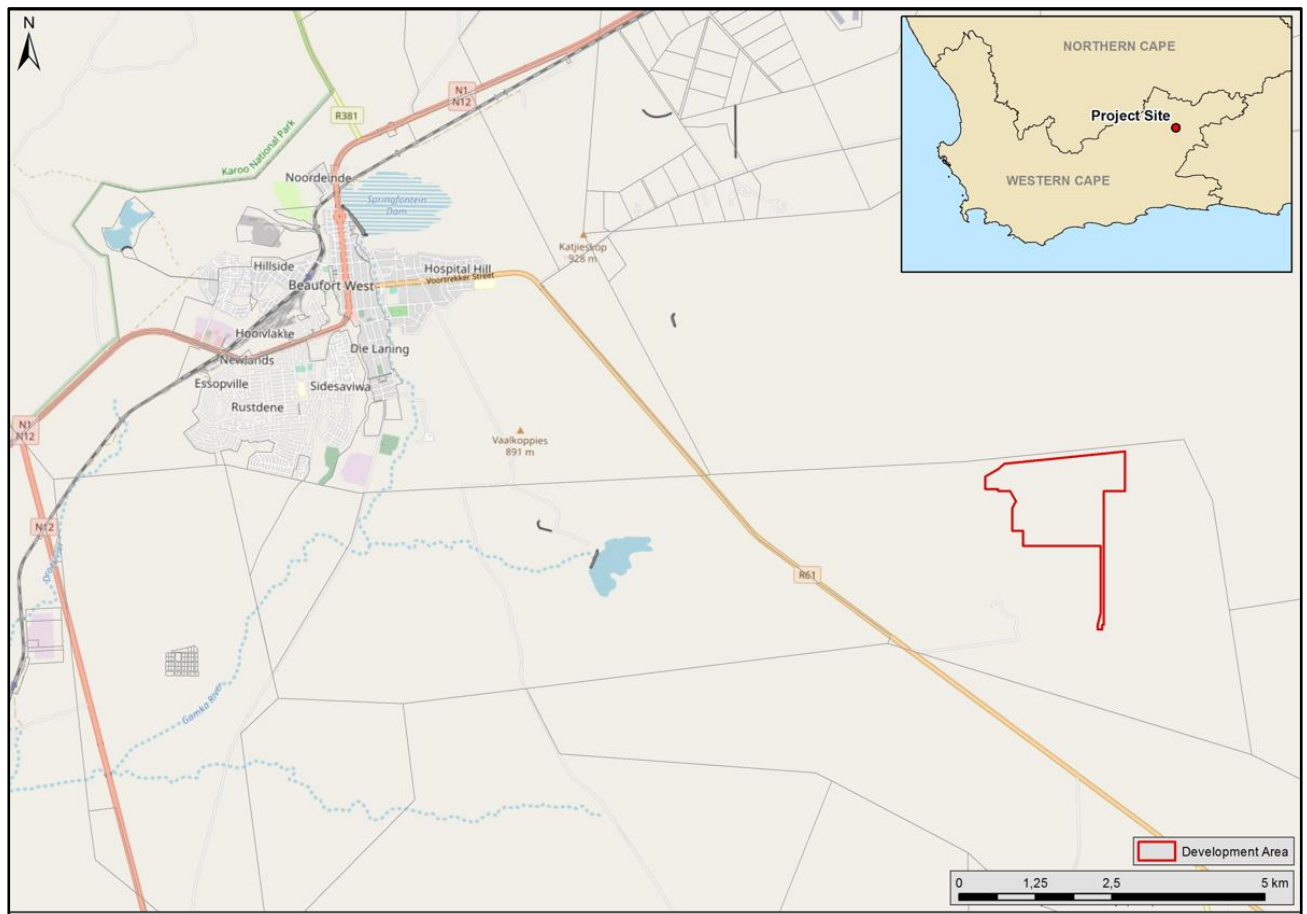 N
NORTHERN CAPE
Project Site
WESTERN CAPE
N1
N12
R381
Karoo National Park
Noordeinde
Springfontein
Dam
Katjieskop
928 m
Hillside
Hospital Hill
Voortrekker Street
Beaufort West
Hooivlakte
Newlands
Die Laning
Essopville
Sidesaviwa
Rustdene
N1
N12
Vaalkoppies
891 m
N12
R61
Gamka River
Development Area
0
1,25
2,5
5 km